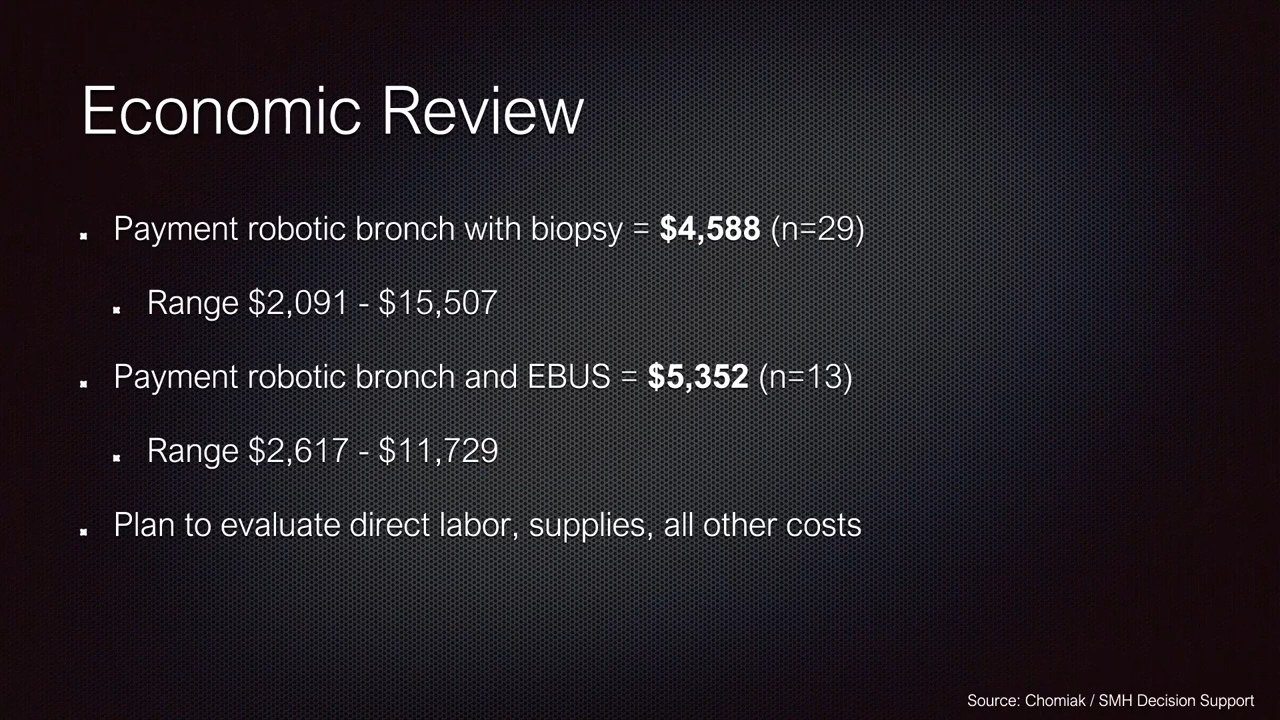 Economic Review
Payment robotic bronch with biopsy = $4,588 (n=29)
Range $2,091 - $15,507
Payment robotic bronch and EBUS = $5,352 (n=13)
Range $2,617 - $11,729
Plan to evaluate direct labor, supplies, all other costs
Source: Chomiak / SMH Decision Support